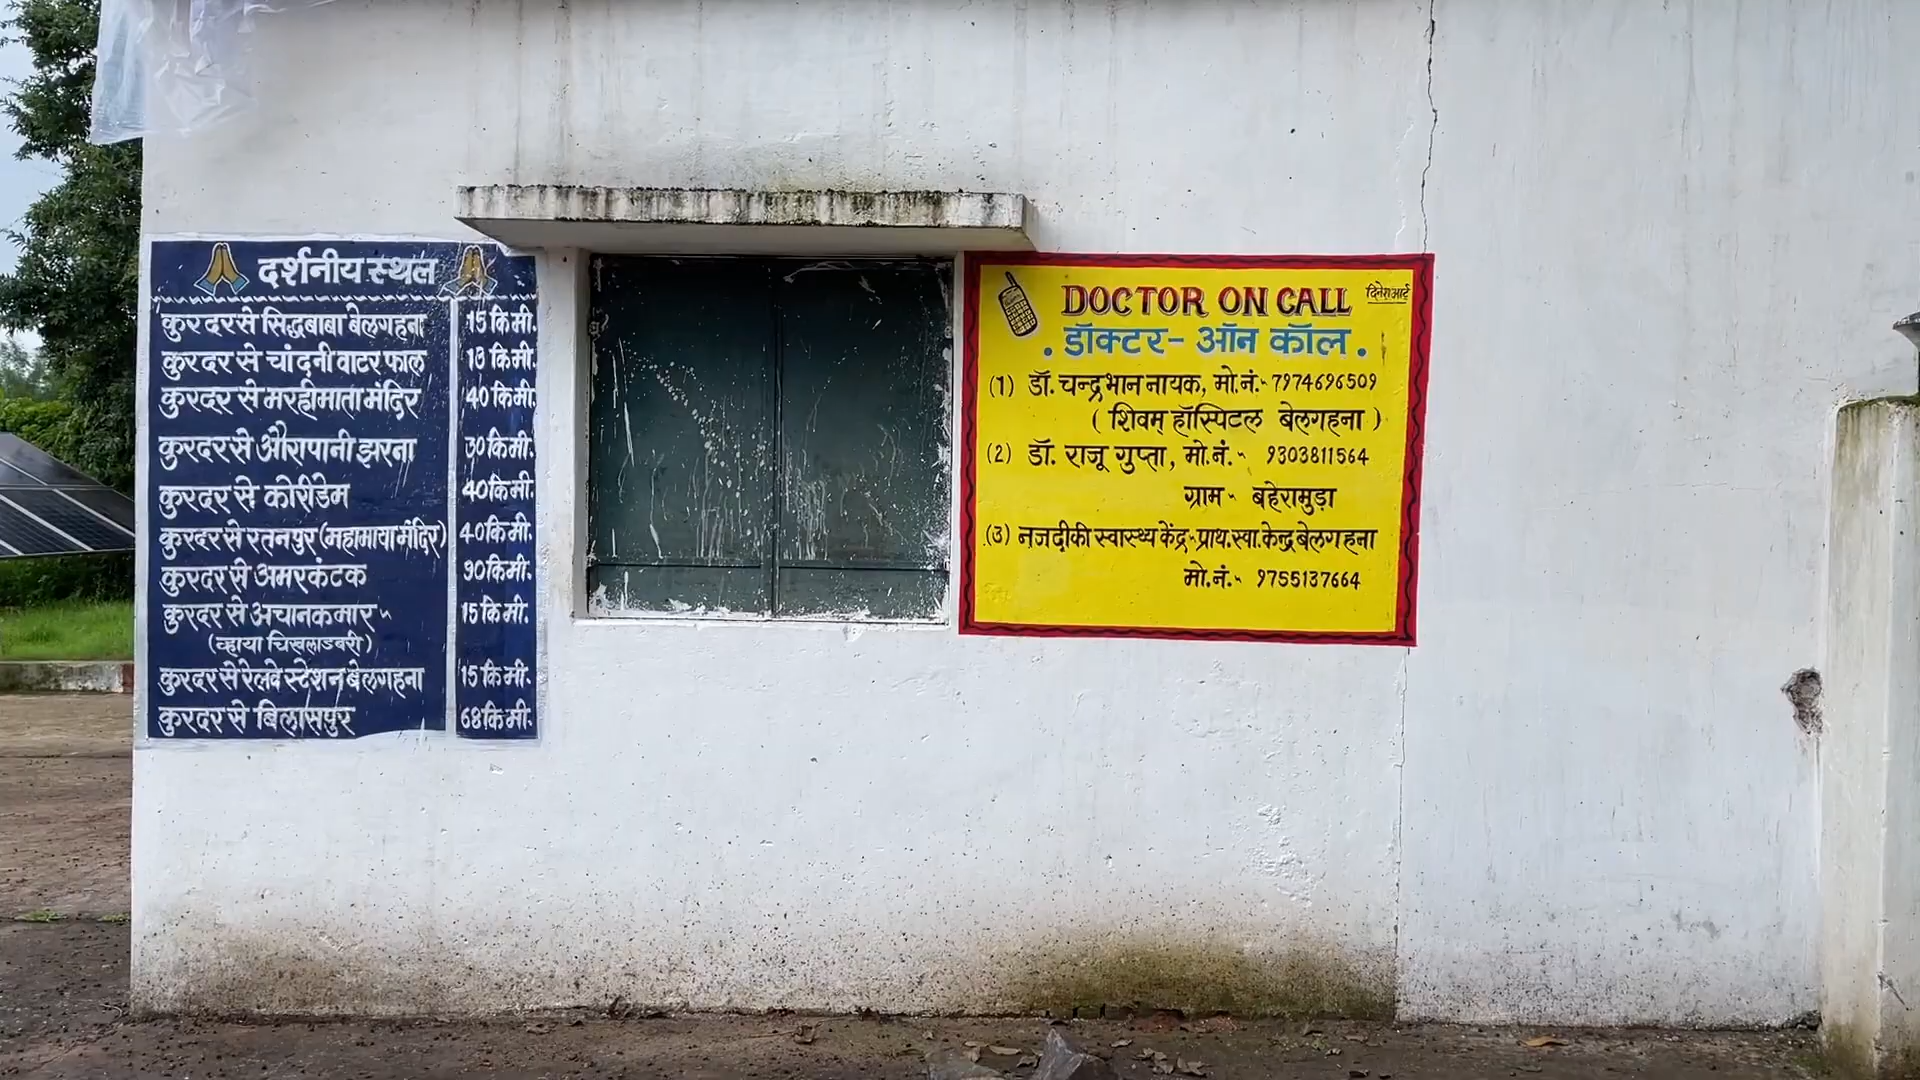 दर्शनीय स्थल
कुरदर से सिद्धबाबा बेलगहना 15 कि मी.
कुरदर से चांदनी वाटर फाल 13 कि मी.
कुरदर से मरहीमाता मंदिर 40 कि मी.
कुरदर से औरापानी झरना 30 कि मी.
कुरदर से कोरीडेम 40 कि मी.
कुरदर से रतनपुर (महामाया मंदिर) 40 कि मी.
कुरदर से अमरकंटक 90 कि मी.
कुरदर से अचानकमार - 15 कि मी.
(व्हाया चिखलाडबरी)
कुरदर से रेलवे स्टेशन बेलगहना 15 कि मी.
कुरदर से बिलासपुर 68 कि मी.
DOCTOR ON CALL
दिनेश आर्ट
. डॉक्टर - ऑन कॉल .
(1) डॉ. चन्द्रभान नायक, मो.नं.- 7974696509
( शिवम् हॉस्पिटल बेलगहना )
(2) डॉ. राजू गुप्ता, मो.नं.- 9303811564
ग्राम - बहेरामुड़ा
(3) नजदीकी स्वास्थ्य केंद्र - प्राथ. स्वा. केन्द्र बेलगहना
मो.नं.- 9755137664